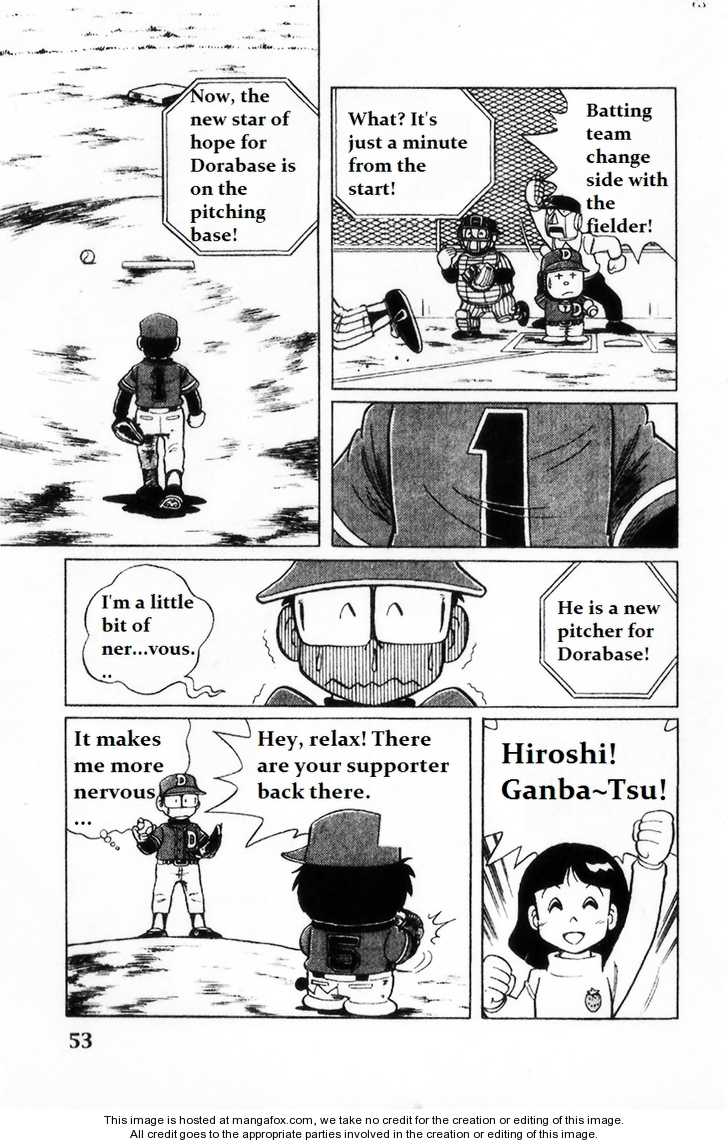 Now, the
new star of
hope for
Dorabase is
on the
pitching
base!
What? It's
just a minute
from the
start!
Batting
team
change
side with
the
fielder!
D
D
1
1
I'm a little
bit of
ner...vous.
..
He is a new
pitcher for
Dorabase!
It makes
me more
nervous
...
Hey, relax! There
are your supporter
back there.
D
D
5
Hiroshi!
Ganba~Tsu!
53
This image is hosted at mangafox.com, we take no credit for the creation or editing of this image.
All credit goes to the appropriate parties involved in the creation or editing of this image.